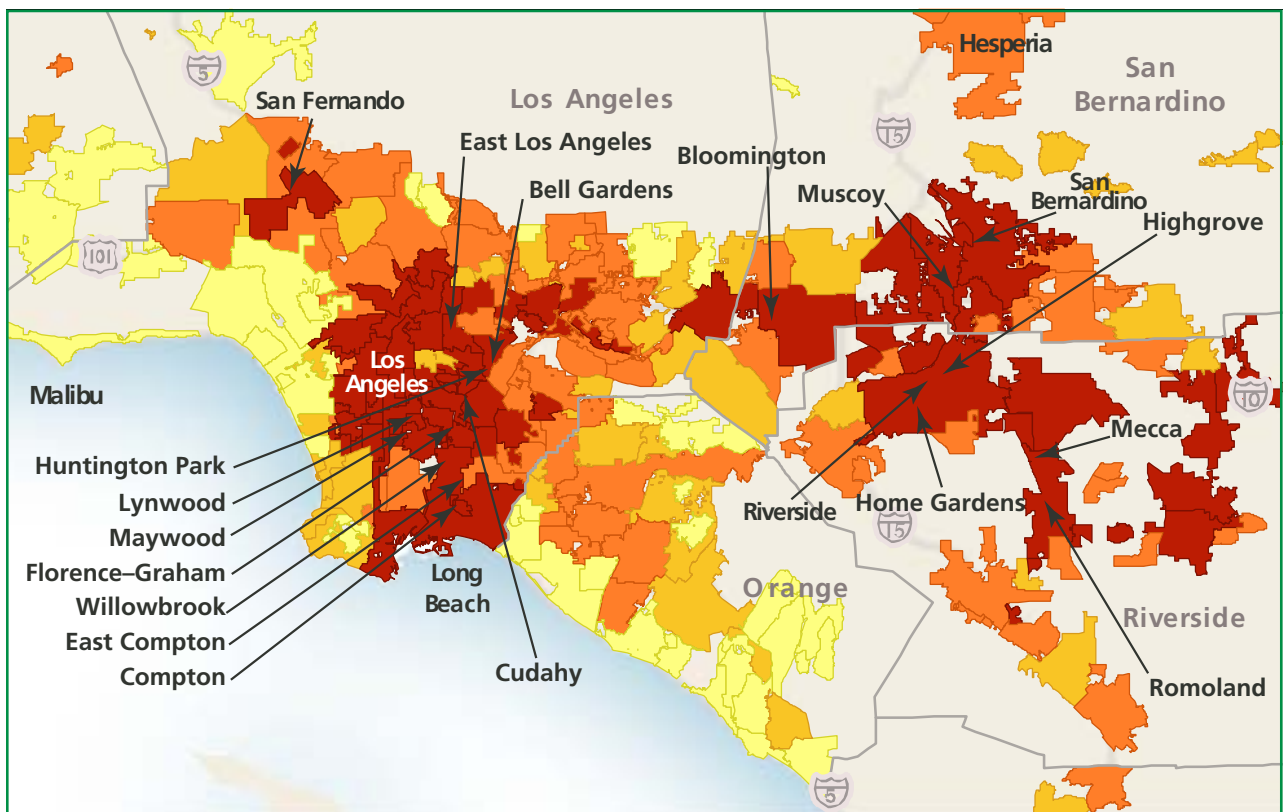 Hesperia
San
Bernardino
5
San Fernando
Los Angeles
15
East Los Angeles
Bloomington
Bell Gardens
Muscoy
San
Bernardino
Highgrove
101
Los
Angeles
Malibu
10
Mecca
Huntington Park
Lynwood
Riverside
Home Gardens
15
Maywood
Florence–Graham
Long
Beach
Orange
Willowbrook
Riverside
East Compton
Compton
Cudahy
Romoland
5